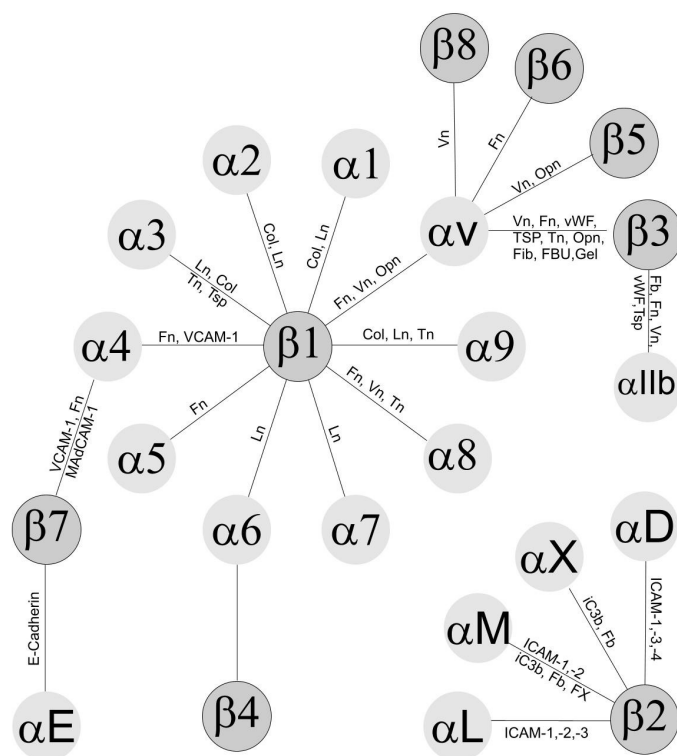 β8
β6
β5
Vn
Fn
Vn, Opn
α2
α1
αv
Vn, Fn, vWF,
TSP, Tn, Opn,
Fib, FBU,Gel
β3
α3
Col, Ln
Col, Ln
Ln, Col
Tn, Tsp
Fn, Vn, Opn
Fb, Fn, Vn,
vWF,Tsp
α4
Fn, VCAM-1
β1
Col, Ln, Tn
α9
αIIb
VCAM-1, Fn
MAdCAM-1
Fn
Ln
Ln
Fn, Vn, Tn
α5
α8
β7
α6
α7
αD
αX
E-Cadherin
iC3b, Fb
ICAM-1,-3,-4
αM
ICAM-1,-2
iC3b, Fb, FX
αE
β4
αL
ICAM-1,-2,-3
β2